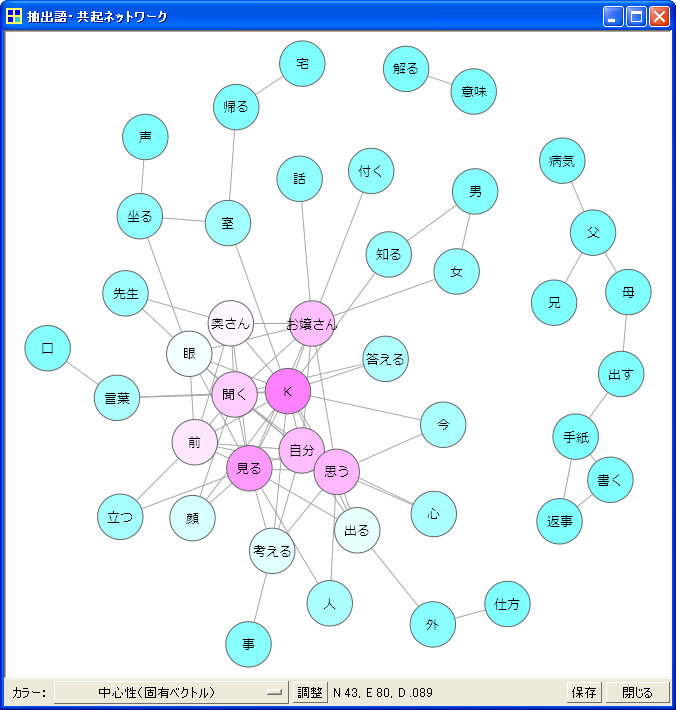 抽出語・共起ネットワーク
宅
解る
意味
帰る
声
病気
話
付く
男
坐る
室
父
知る
女
先生
兄
母
奥さん
お嬢さん
口
眼
答える
出す
言葉
聞く
K
今
前
自分
手紙
見る
思う
書く
立つ
顔
心
返事
出る
考える
人
仕方
外
事
カラー:
中心性(固有ベクトル)
調整
N 43, E 80, D .089
保存
閉じる